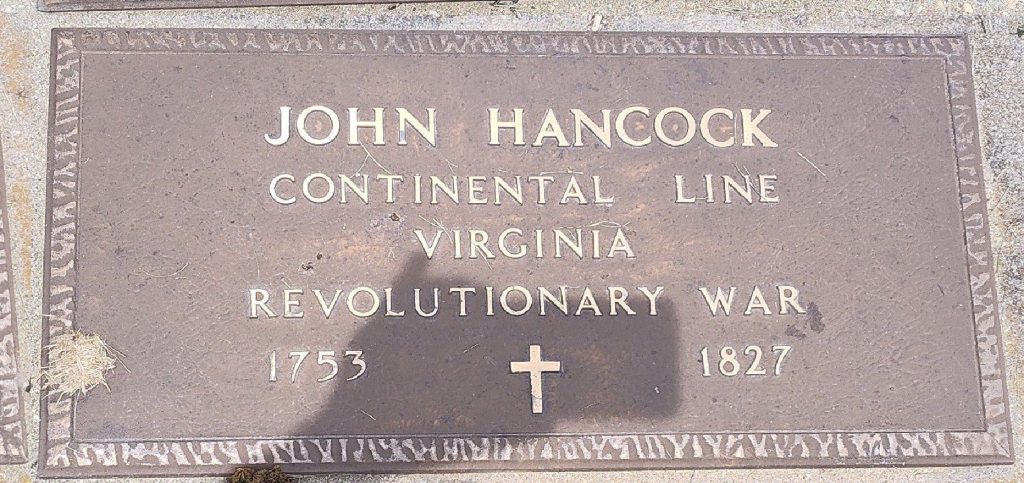 JOHN HANCOCK
CONTINENTAL LINE
VIRGINIA
REVOLUTIONARY WAR
1753 1827